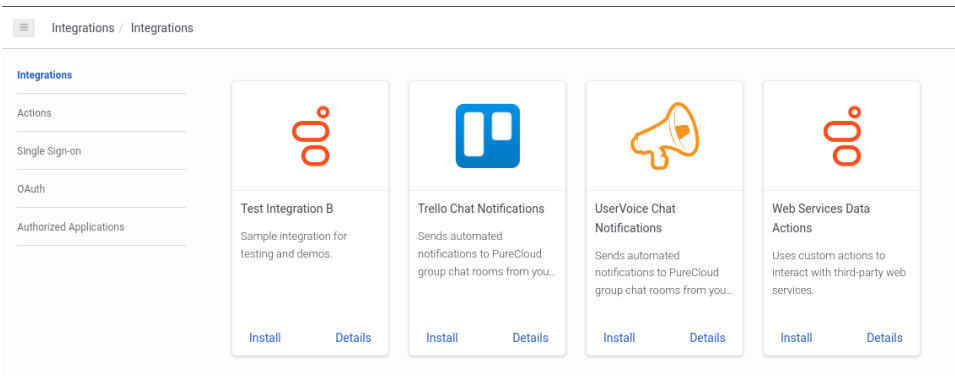 Integrations / Integrations
Integrations
Actions
Single Sign-on
OAuth
Authorized Applications
Test Integration B
Sample integration for
testing and demos.
Install Details
Trello Chat Notifications
Sends automated
notifications to PureCloud
group chat rooms from you...
Install Details
UserVoice Chat
Notifications
Sends automated
notifications to PureCloud
group chat rooms from you...
Install Details
Web Services Data
Actions
Uses custom actions to
interact with third-party web
services.
Install Details